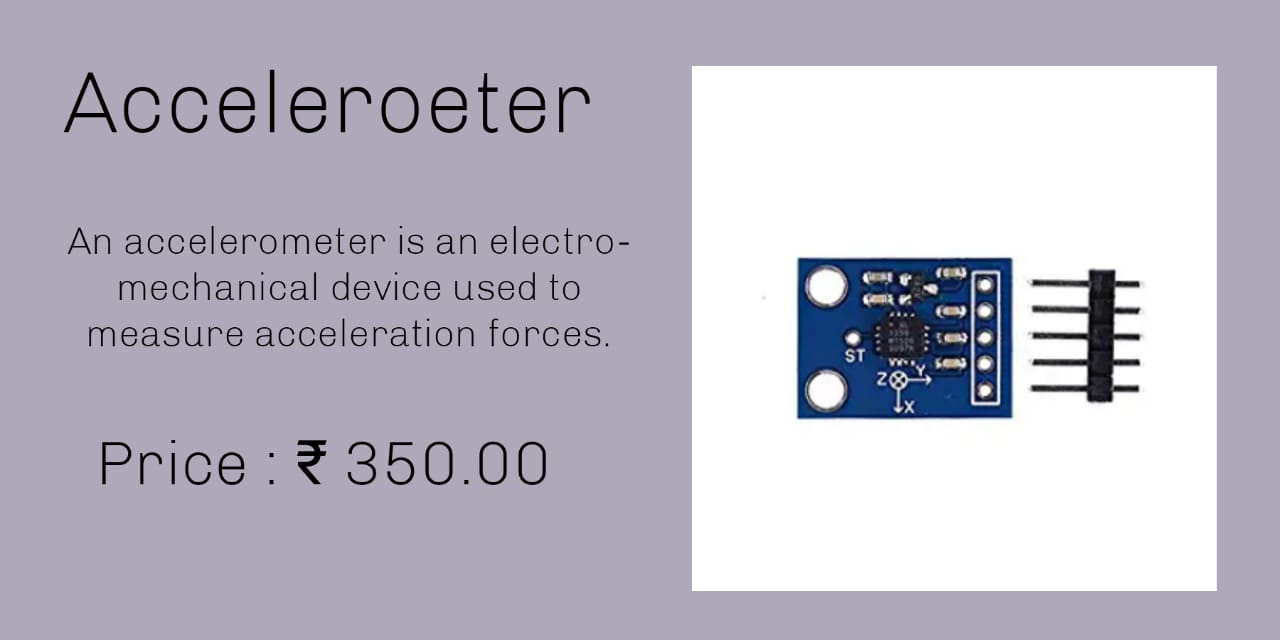 Acceleroeter
An accelerometer is an electro-
mechanical device used to
measure acceleration forces.
Price : ₹ 350.00
ST
Z
Y
X